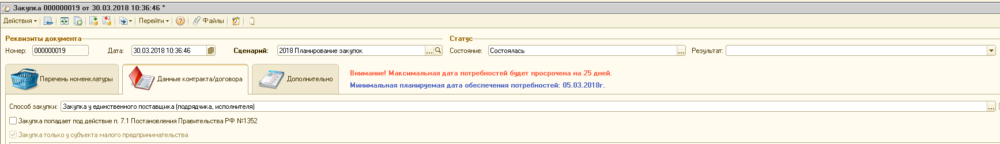 Закупка 000000019 от 30.03.2018 10:36:46 *
Действия Перейти Файлы
Реквизиты документа Статус
Номер: 000000019 Дата: 30.03.2018 10:36:46 Сценарий: 2018 Планирование закупок ... Состояние: Состоялась ... Результат:
Перечень номенклатуры Данные контракта/договора Дополнительно
Внимание! Максимальная дата потребностей будет просрочена на 25 дней.
Минимальная планируемая дата обеспечения потребностей: 05.03.2018г.
Способ закупки: Закупка у единственного поставщика (подрядчика, исполнителя) ...
Закупка попадает под действие п. 7.1 Постановления Правительства РФ №1352
Закупка только у субъекта малого предпринимательства